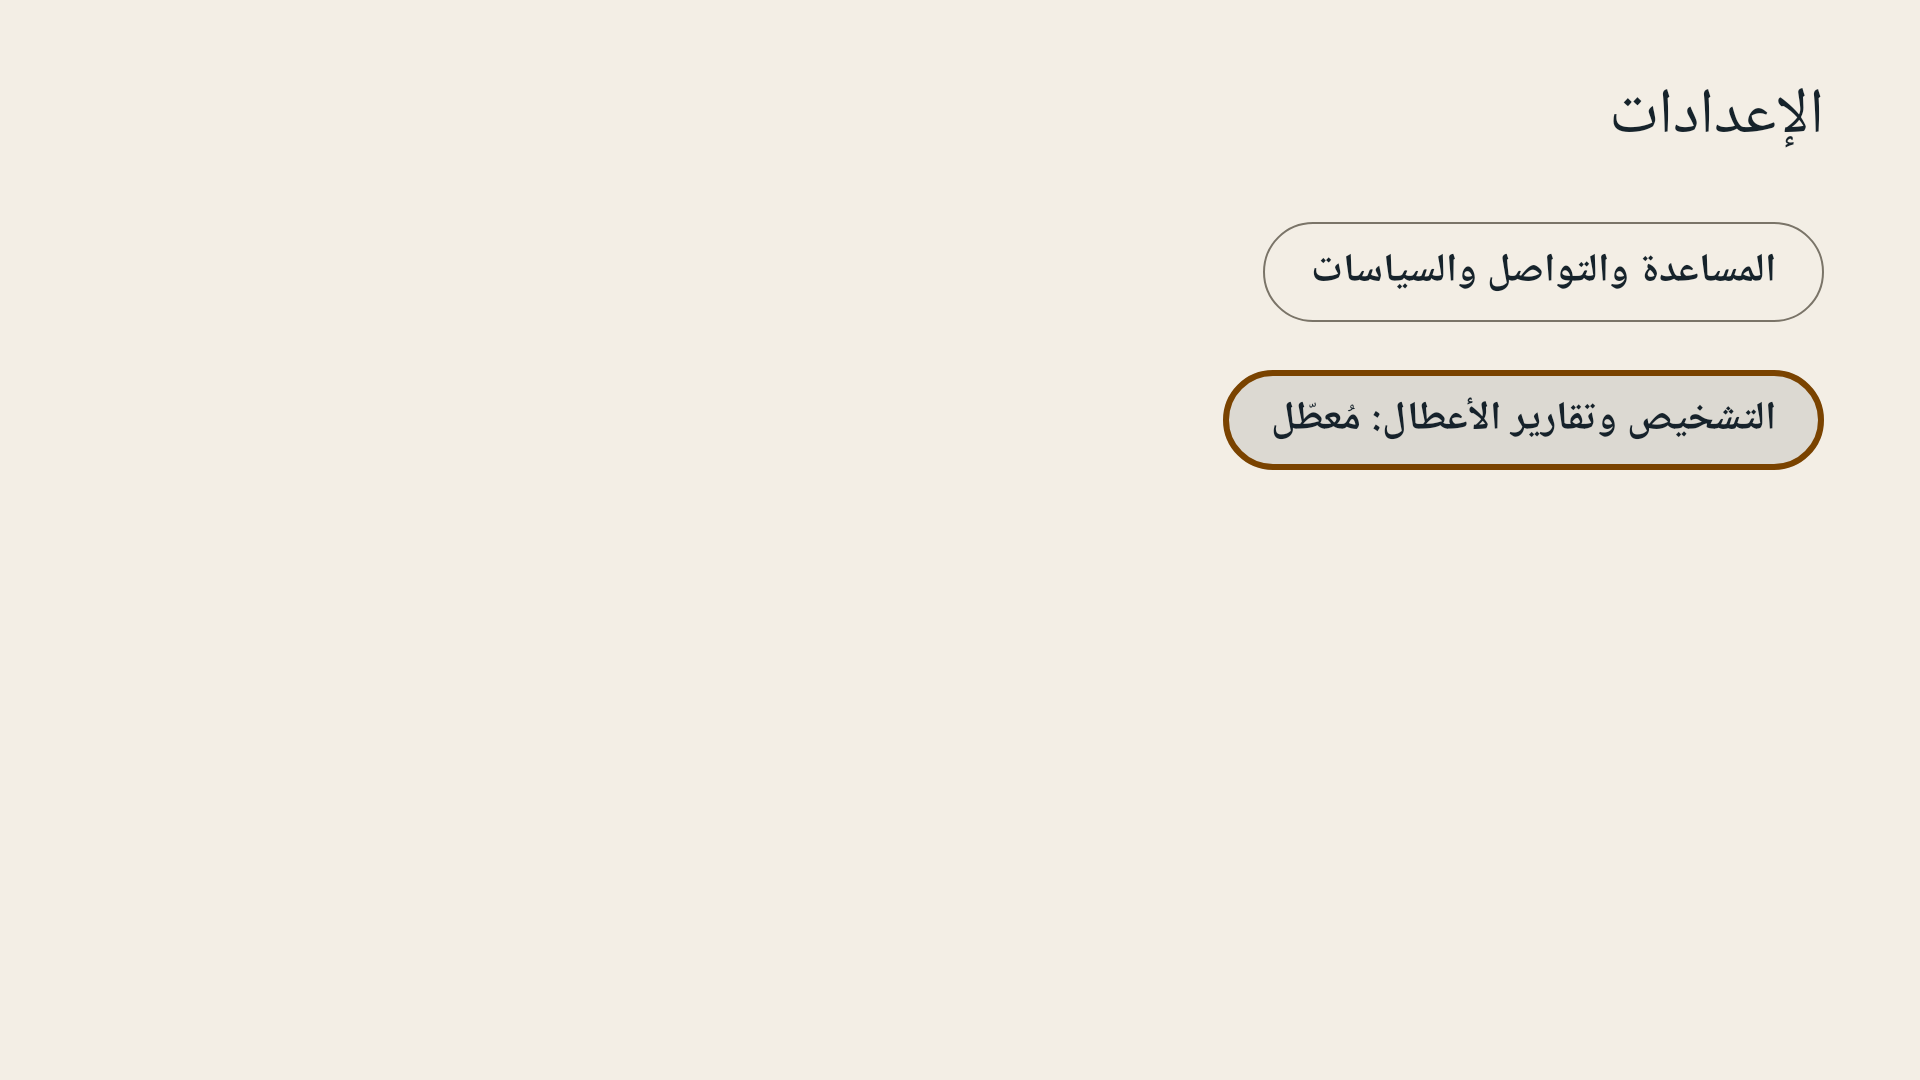 الإعدادات
المساعدة والتواصل والسياسات
التشخيص وتقارير الأعطال: مُعطّل